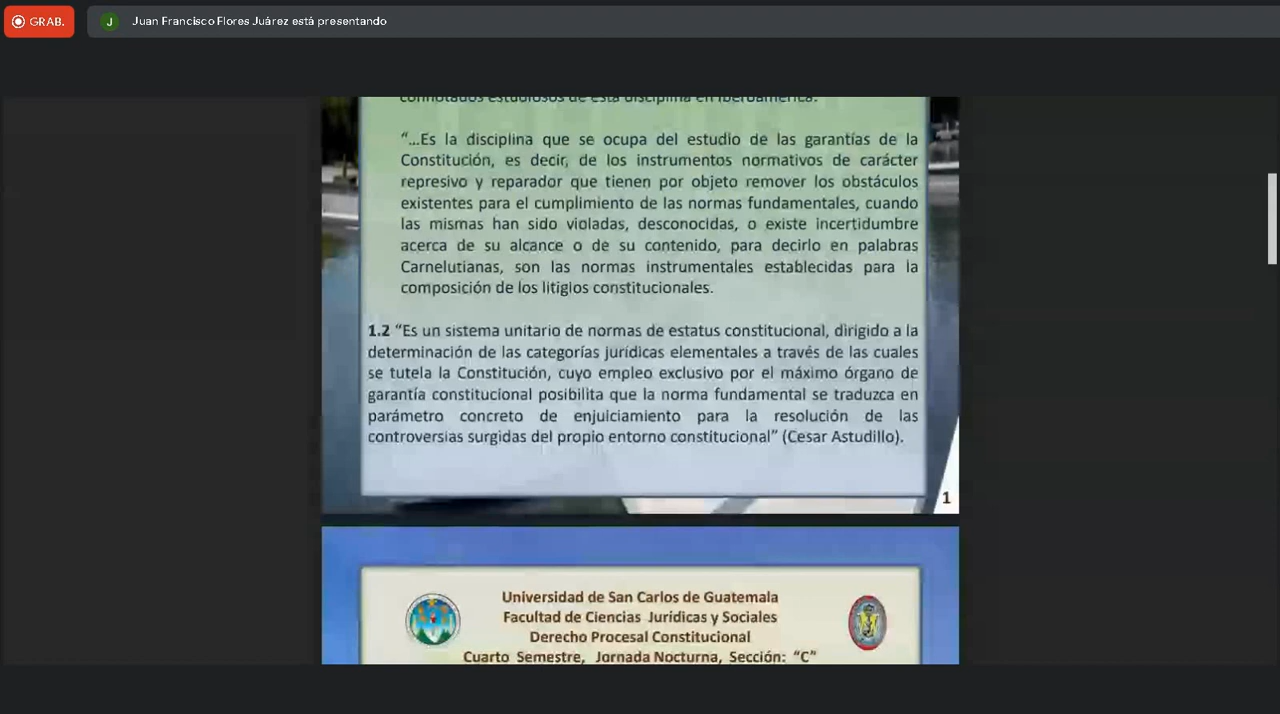 GRAB.
J Juan Francisco Flores Juárez está presentando
connotados estudiosos de esta disciplina en Iberoamérica.
“...Es la disciplina que se ocupa del estudio de las garantías de la
Constitución, es decir, de los instrumentos normativos de carácter
represivo y reparador que tienen por objeto remover los obstáculos
existentes para el cumplimiento de las normas fundamentales, cuando
las mismas han sido violadas, desconocidas, o existe incertidumbre
acerca de su alcance o de su contenido, para decirlo en palabras
Carnelutianas, son las normas instrumentales establecidas para la
composición de los litigios constitucionales.
1.2 “Es un sistema unitario de normas de estatus constitucional, dirigido a la
determinación de las categorías jurídicas elementales a través de las cuales
se tutela la Constitución, cuyo empleo exclusivo por el máximo órgano de
garantía constitucional posibilita que la norma fundamental se traduzca en
parámetro concreto de enjuiciamiento para la resolución de las
controversias surgidas del propio entorno constitucional” (Cesar Astudillo).
1
Universidad de San Carlos de Guatemala
Facultad de Ciencias Jurídicas y Sociales
Derecho Procesal Constitucional
Cuarto Semestre, Jornada Nocturna, Sección: “C”